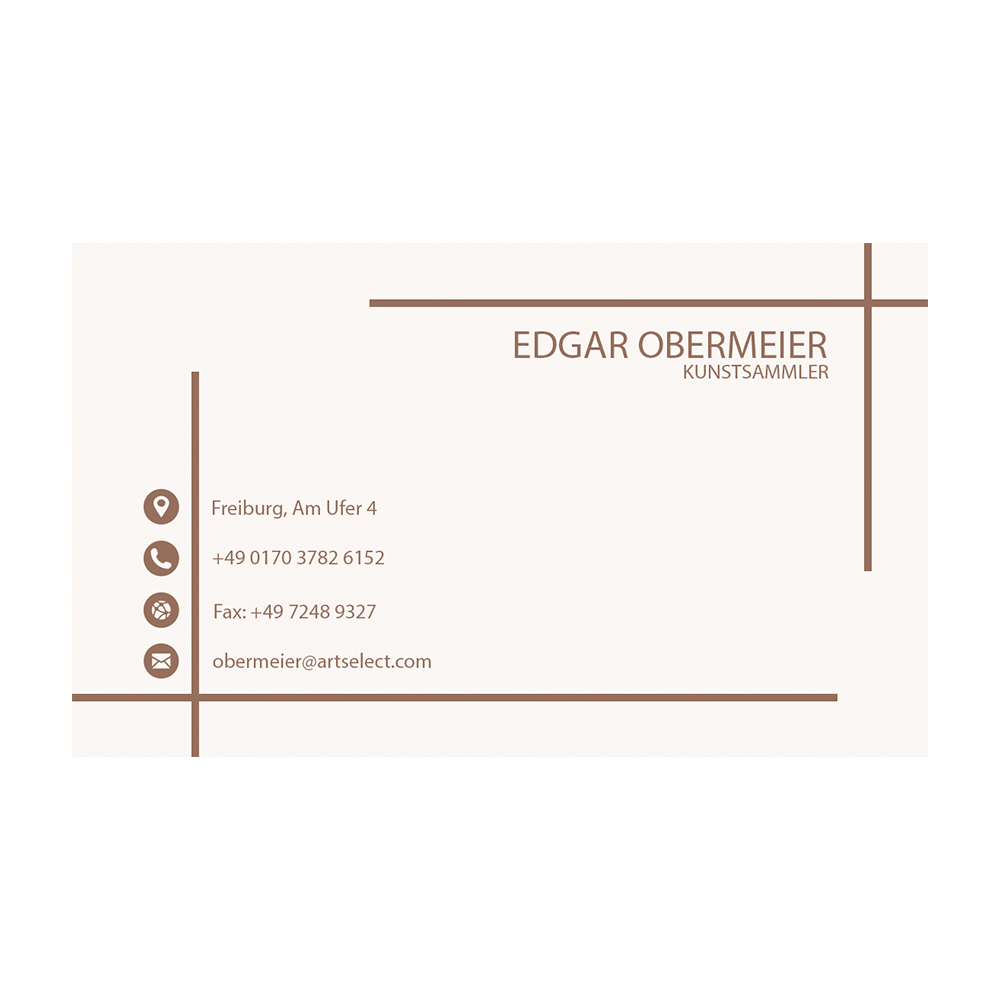 EDGAR OBERMEIER
KUNSTSAMMLER
Freiburg, Am Ufer 4
+49 0170 3782 6152
Fax: +49 7248 9327
obermeier@artselect.com